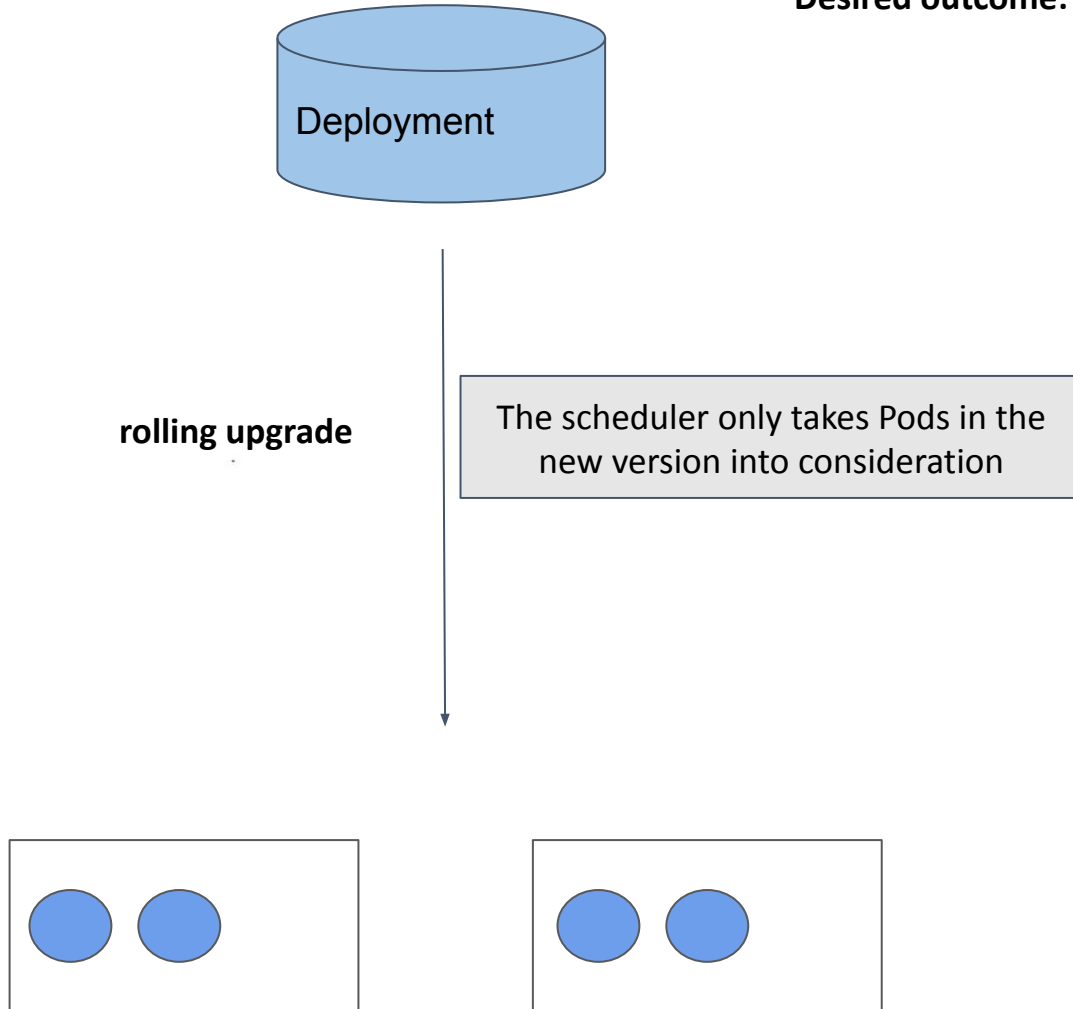 Desired outcome:
Deployment
rolling upgrade
The scheduler only takes Pods in the
new version into consideration